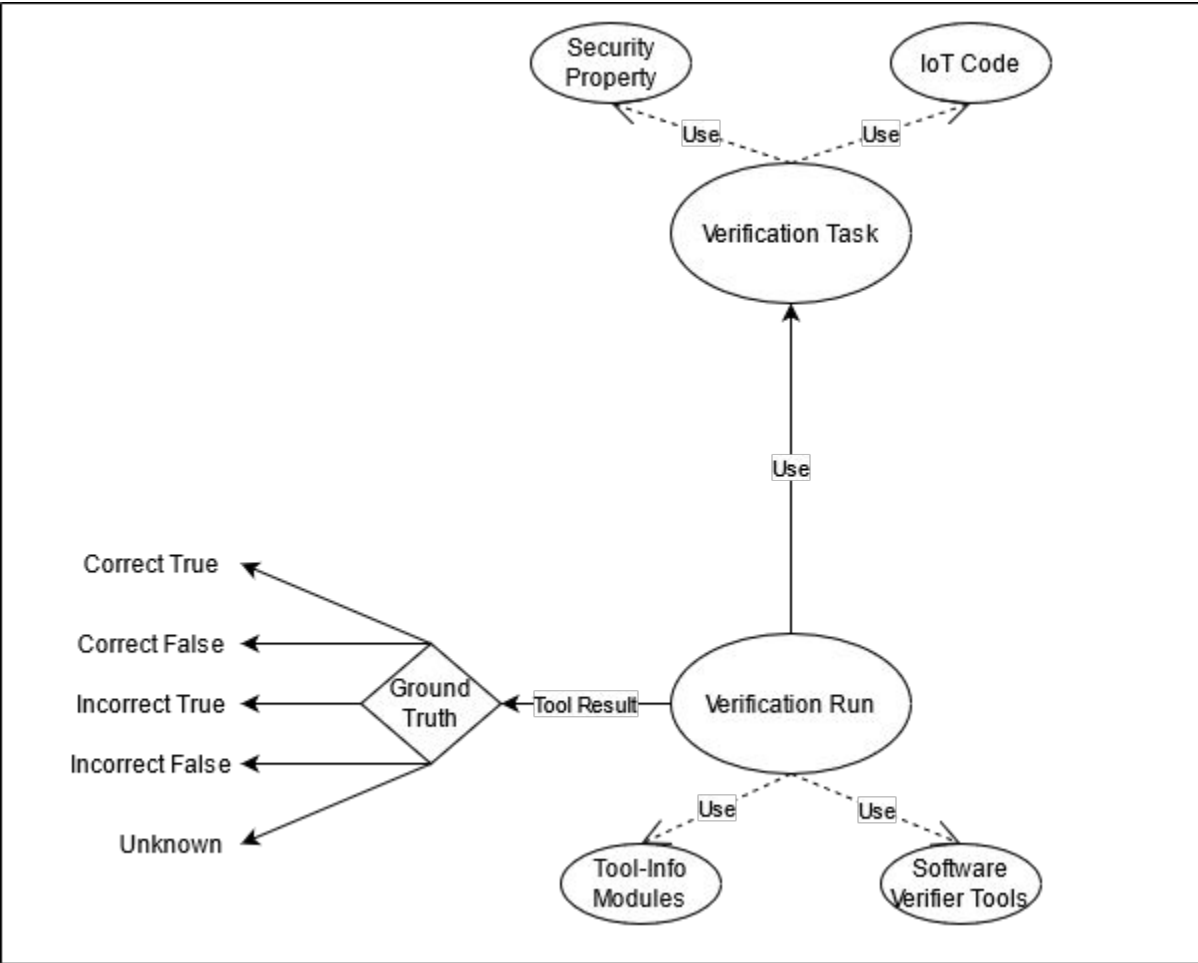 Security
Property
IoT Code
Use
Use
Verification Task
Use
Correct True
Correct False
Incorrect True
Incorrect False
Unknown
Ground
Truth
Tool Result
Verification Run
Use
Use
Tool-Info
Modules
Software
Verifier Tools